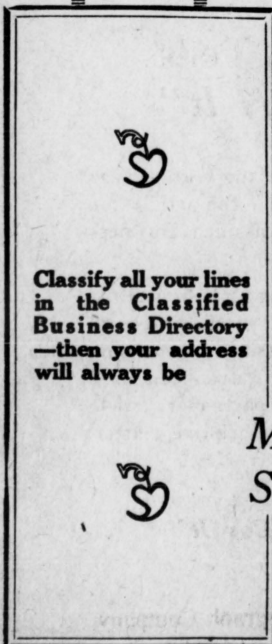 Classify all your lines
in the Classified
Business Directory
—then your address
will always be
M
S